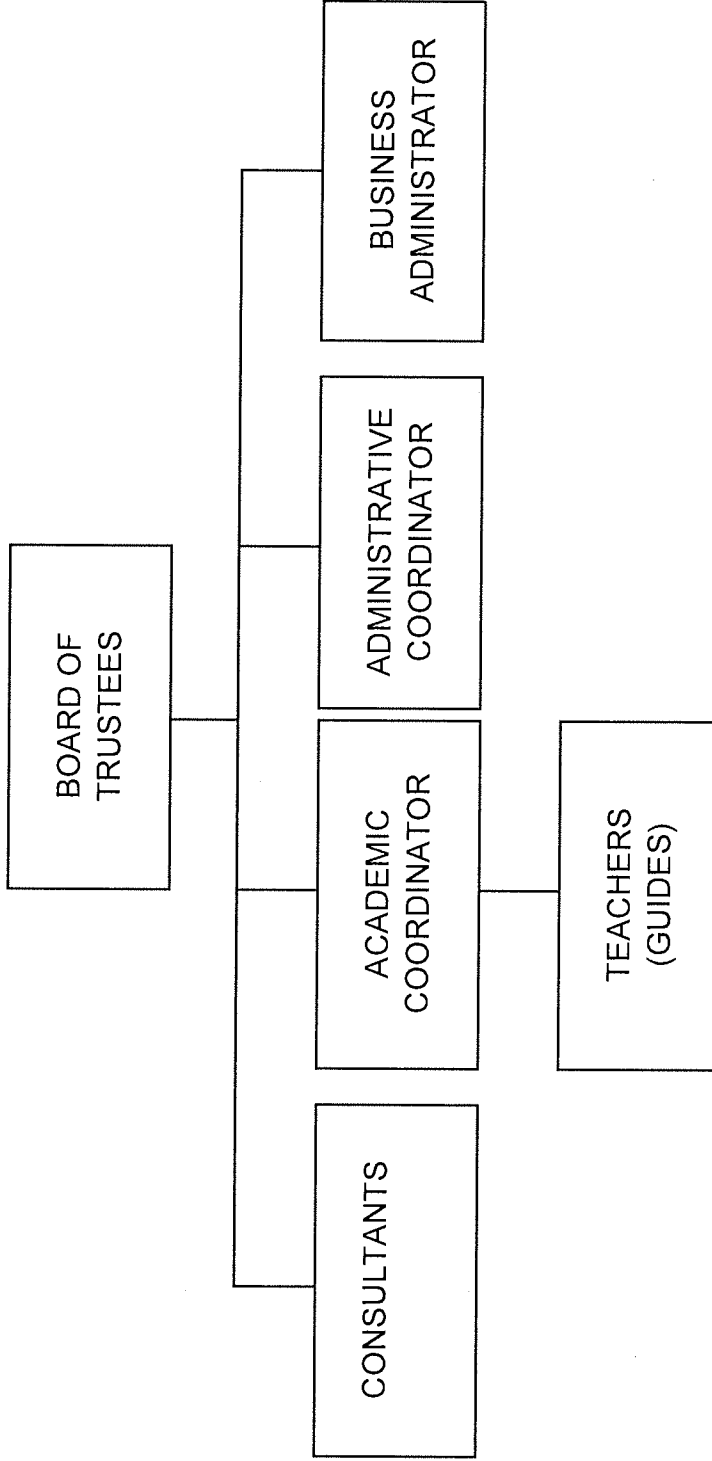 BOARD OF
TRUSTEES
CONSULTANTS
ACADEMIC
COORDINATOR
ADMINISTRATIVE
COORDINATOR
BUSINESS
ADMINISTRATOR
TEACHERS
(GUIDES)